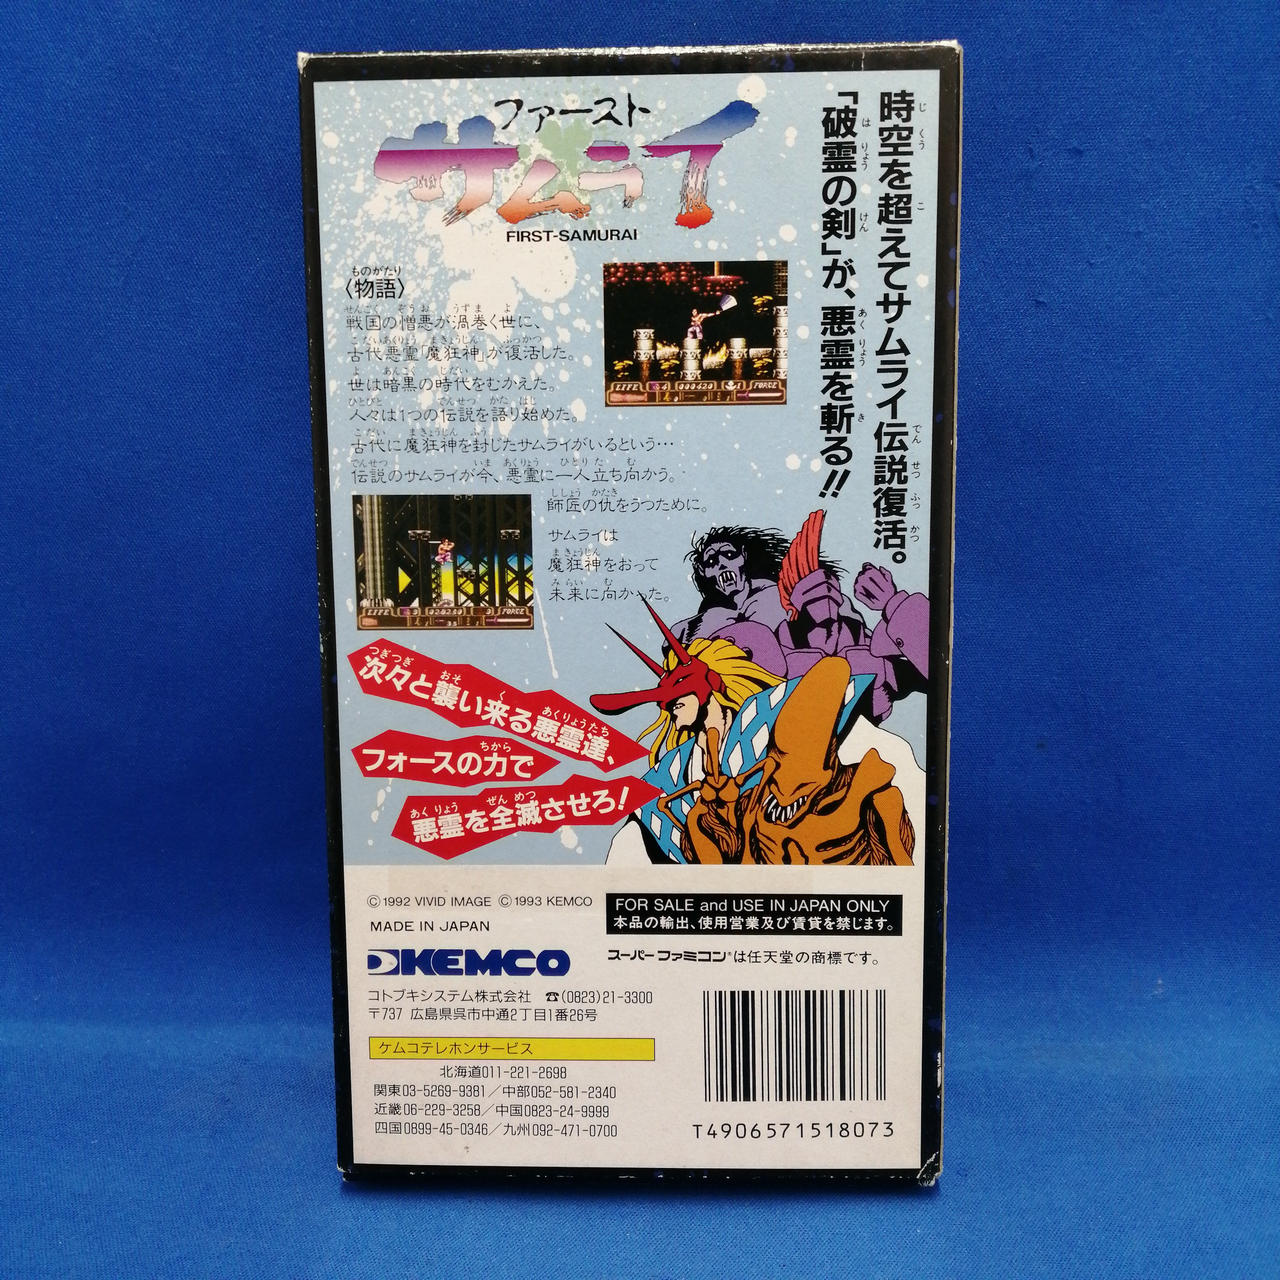 時空を超えてサムライ伝説復活。
「破霊の剣」が、悪霊を斬る!!
ファースト
サムライ
FIRST-SAMURAI
〈物語〉
戦国の憎悪が渦巻く世に、
古代悪霊「魔狂神」が復活した。
世は暗黒の時代をむかえた。
人々は1つの伝説を語り始めた。
古代に魔狂神を封じたサムライがいるという…
伝説のサムライが今、悪霊に一人立ち向かう。
師匠の仇をうつために。
サムライは
魔狂神をおって
未来に向かった。
LIFE 4 000420 1 FORCE
LIFE FORCE
次々と襲い来る悪霊達、
フォースの力で
悪霊を全滅させろ!
©1992 VIVID IMAGE ©1993 KEMCO
MADE IN JAPAN
FOR SALE and USE IN JAPAN ONLY
本品の輸出、使用営業及び賃貸を禁じます。
KEMCO
スーパーファミコン®は任天堂の商標です。
コトブキシステム株式会社 ☎(0823)21-3300
〒737 広島県呉市中通2丁目1番26号
ケムコテレホンサービス
北海道011-221-2698
関東03-5269-9381／中部052-581-2340
近畿06-229-3258／中国0823-24-9999
四国0899-45-0346／九州092-471-0700
T4906571518073